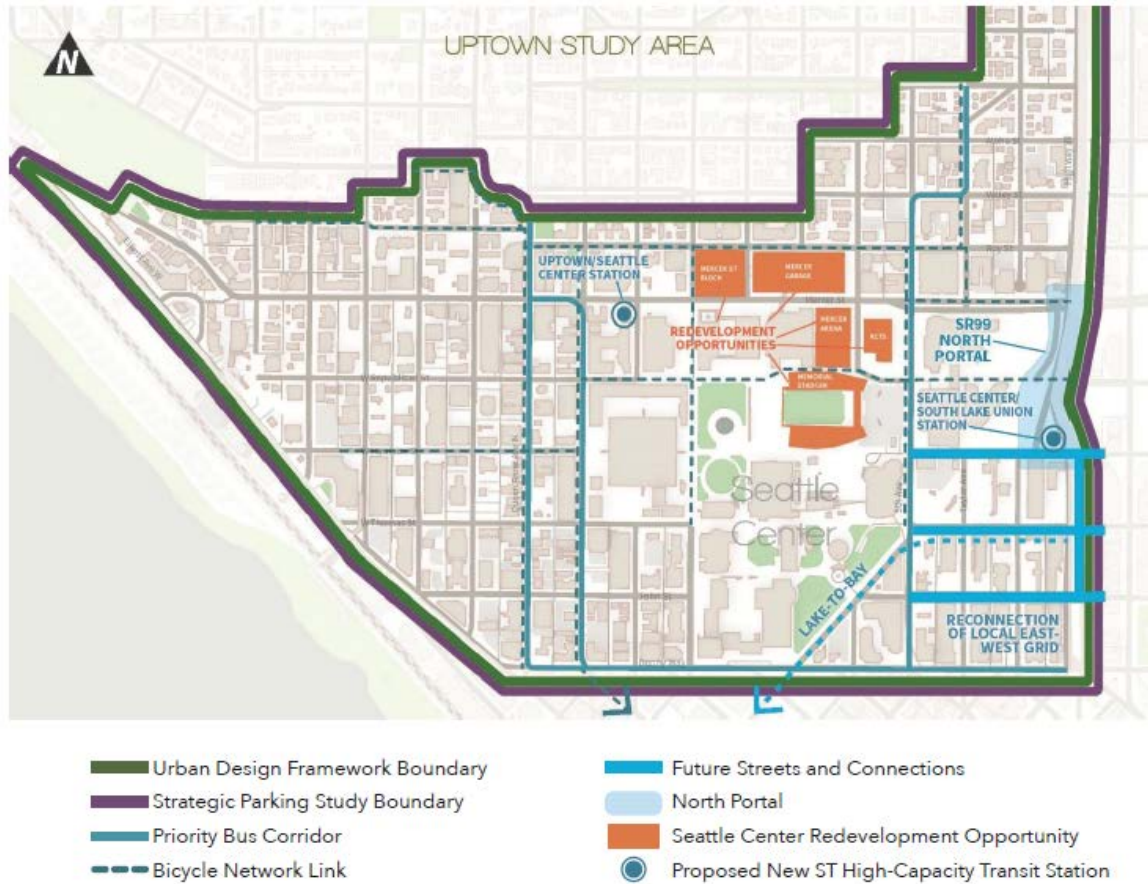 UPTOWN STUDY AREA
N
UPTOWN/SEATTLE
CENTER STATION
MERCER ST
BLOCK
MERCER
GARAGE
Mercer St
REDEVELOPMENT
OPPORTUNITIES
MERCER
ARENA
KCTS
SR99
NORTH
PORTAL
MEMORIAL
STADIUM
SEATTLE CENTER/
SOUTH LAKE UNION
STATION
Seattle
Center
LAKE-TO-BAY
RECONNECTION
OF LOCAL EAST-
WEST GRID
Urban Design Framework Boundary
Strategic Parking Study Boundary
Priority Bus Corridor
Bicycle Network Link
Future Streets and Connections
North Portal
Seattle Center Redevelopment Opportunity
Proposed New ST High-Capacity Transit Station